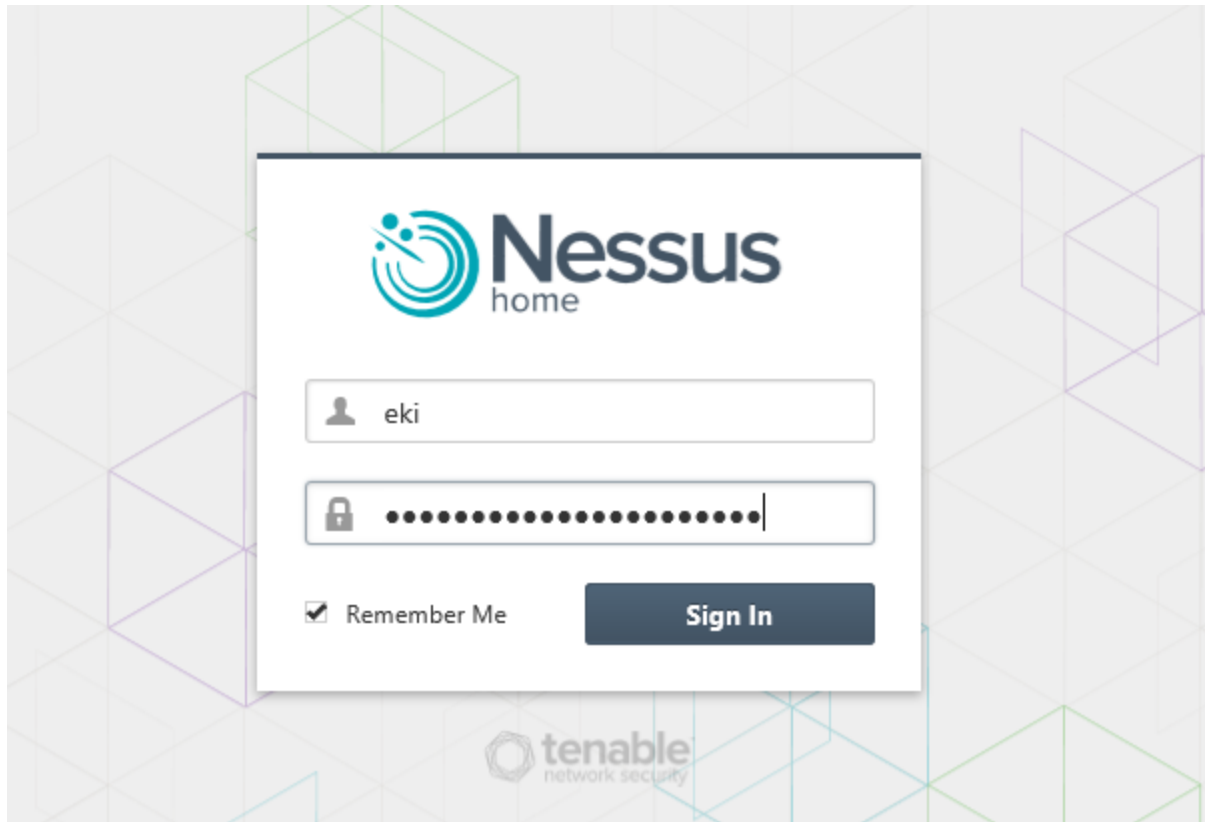 Nessus
home
eki
••••••••••••••••••••••
Remember Me
Sign In
tenable
network security